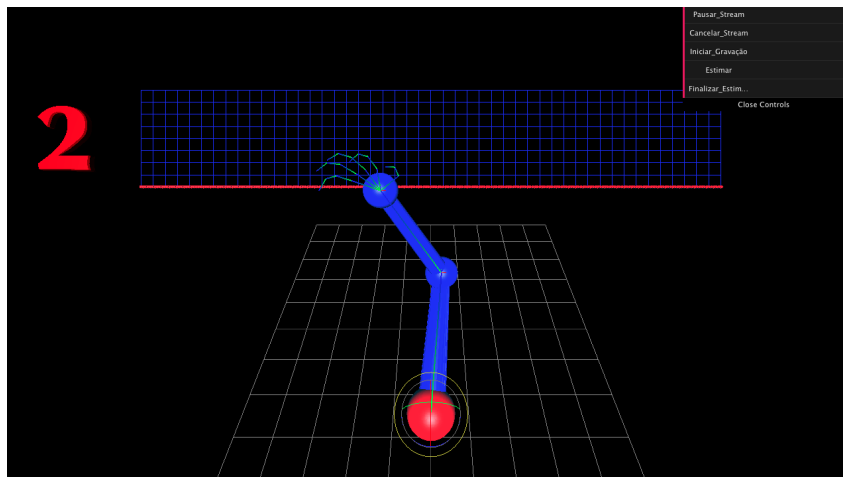 Pausar_Stream
Cancelar_Stream
Iniciar_Gravação
Estimar
Finalizar_Estim...
Close Controls
2